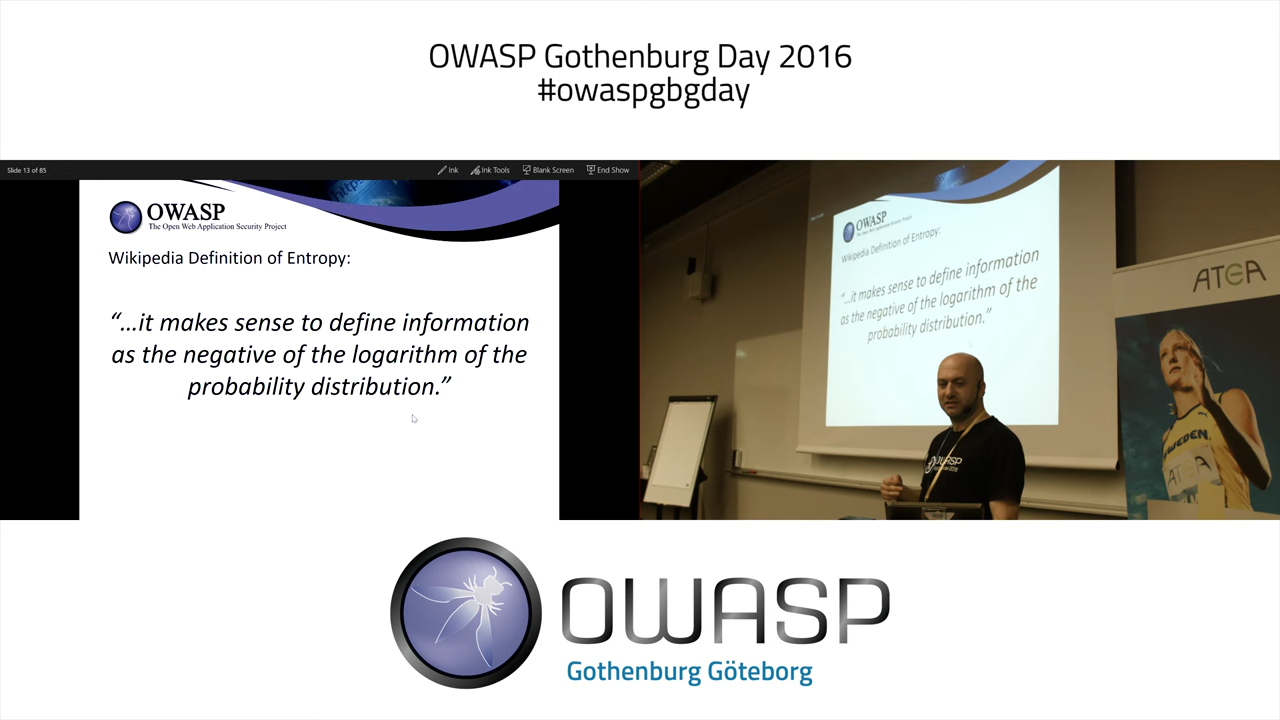 OWASP Gothenburg Day 2016
#owaspgbgday
Slide 13 of 85
Ink
Ink Tools
Blank Screen
End Show
OWASP
The Open Web Application Security Project
Wikipedia Definition of Entropy:
“...it makes sense to define information
as the negative of the logarithm of the
probability distribution.”
OWASP
Wikipedia Definition of Entropy:
“...it makes sense to define information
as the negative of the logarithm of the
probability distribution.”
ATEA
SWEDEN
ATEA
OWASP
OWASP
Gothenburg Göteborg